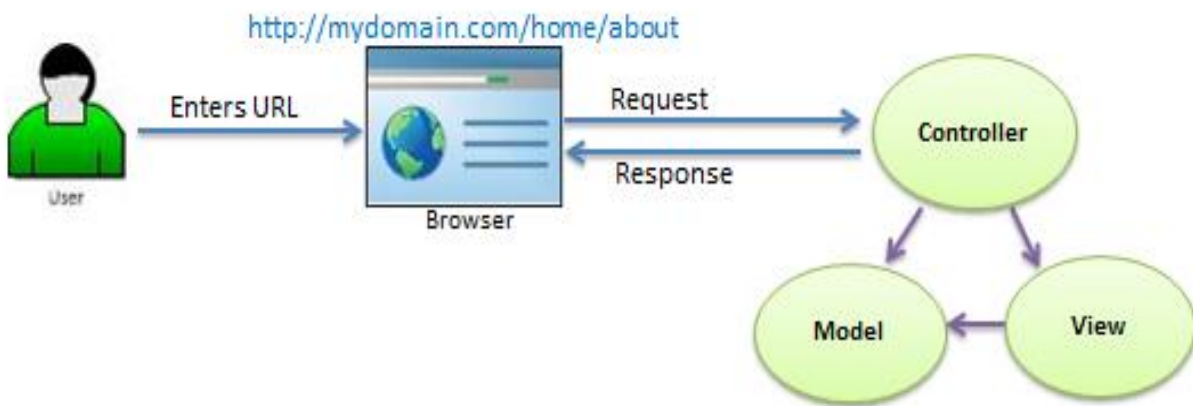 http://mydomain.com/home/about
Enters URL
Request
Controller
User
Response
Browser
Model
View